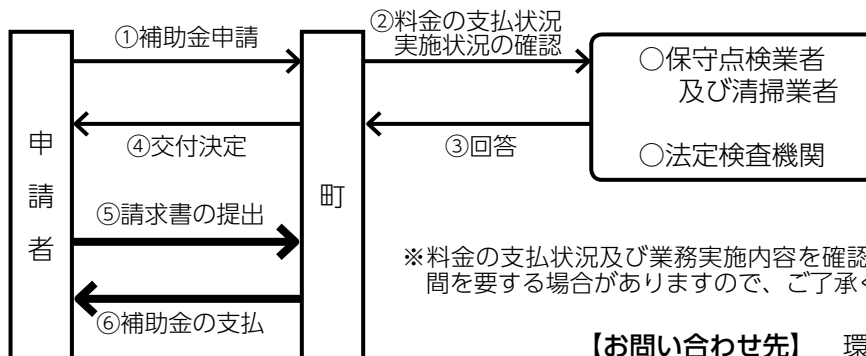 ①補助金申請
②料金の支払状況
実施状況の確認
○保守点検業者
及び清掃業者
④交付決定
③回答
○法定検査機関
申請者
町
⑤請求書の提出
※料金の支払状況及び業務実施内容を確認
間を要する場合がありますので、ご了承
⑥補助金の支払
【お問い合わせ先】 環